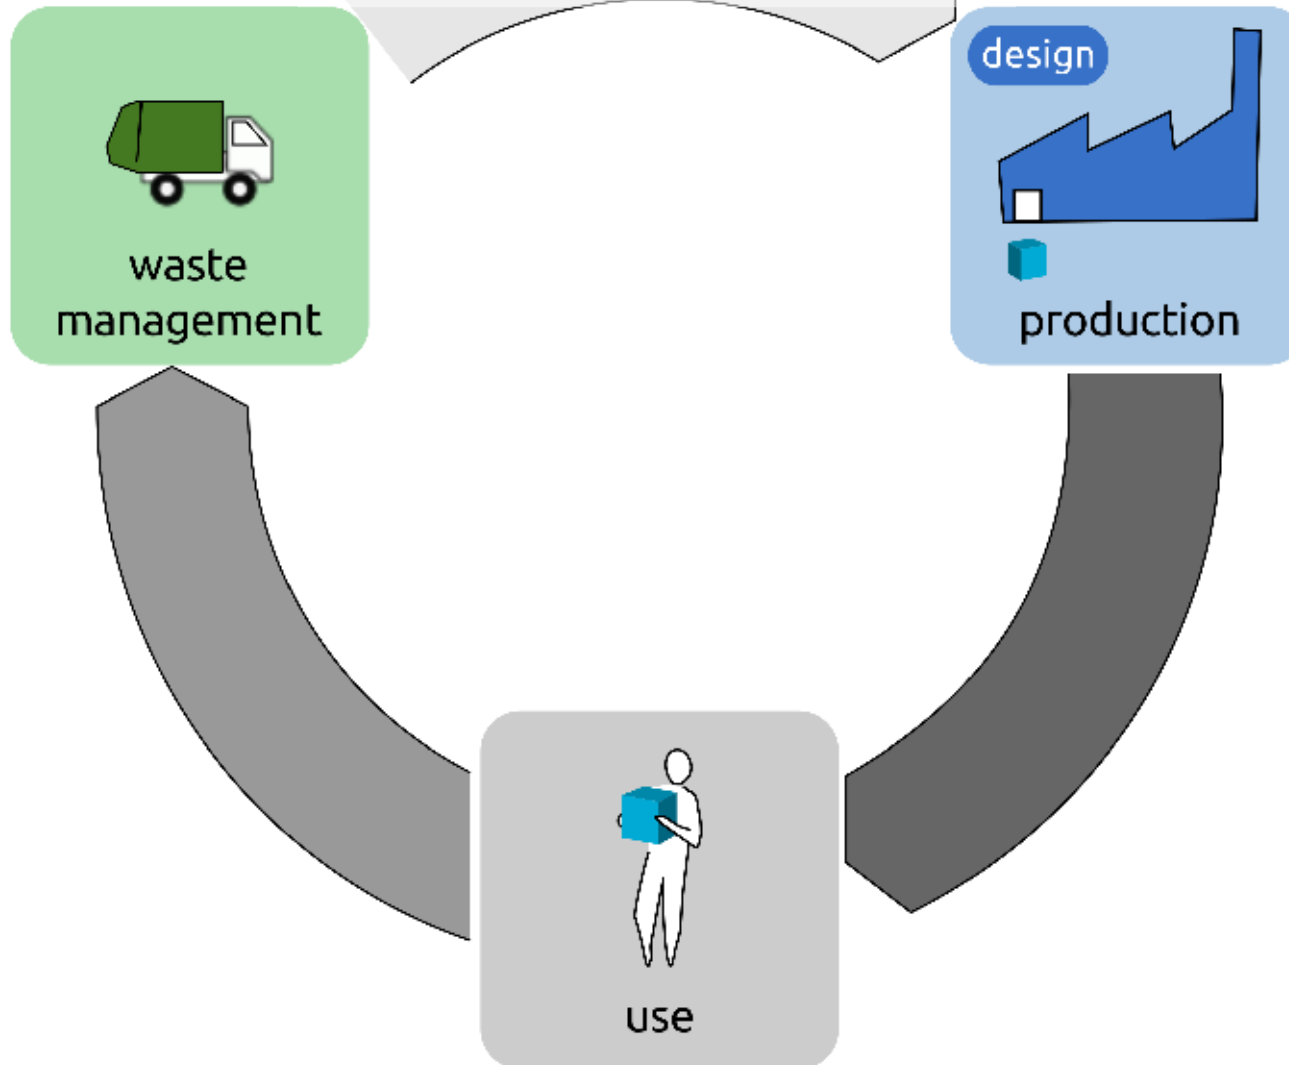 design
waste
management
production
use